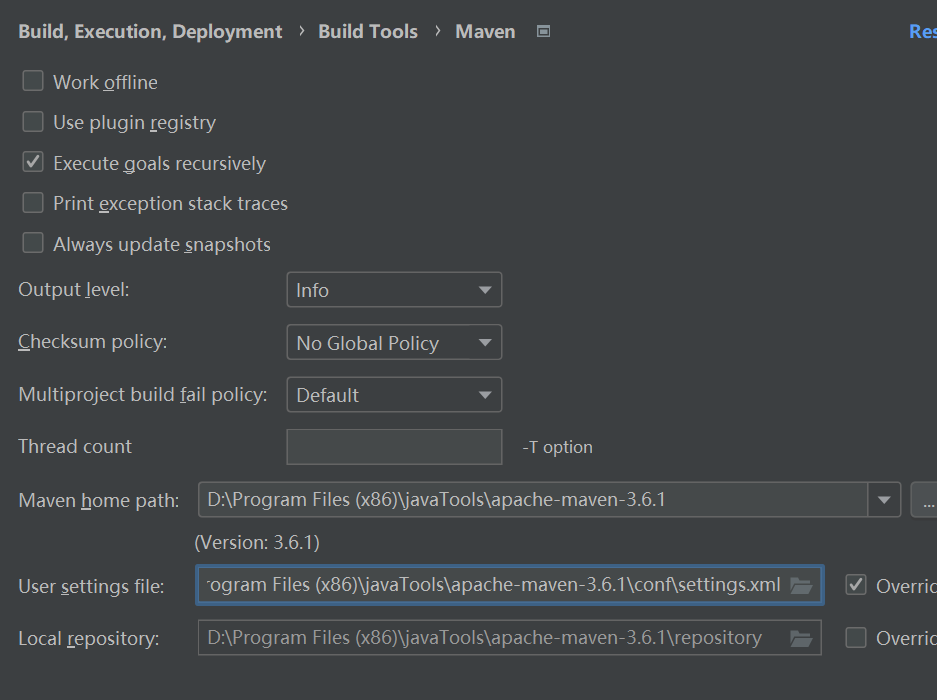 Build, Execution, Deployment › Build Tools › Maven
Work offline
Use plugin registry
Execute goals recursively
Print exception stack traces
Always update snapshots
Output level: Info
Checksum policy: No Global Policy
Multiproject build fail policy: Default
Thread count -T option
Maven home path: D:\Program Files (x86)\javaTools\apache-maven-3.6.1 ...
(Version: 3.6.1)
User settings file: rogram Files (x86)\javaTools\apache-maven-3.6.1\conf\settings.xml
Local repository: D:\Program Files (x86)\javaTools\apache-maven-3.6.1\repository